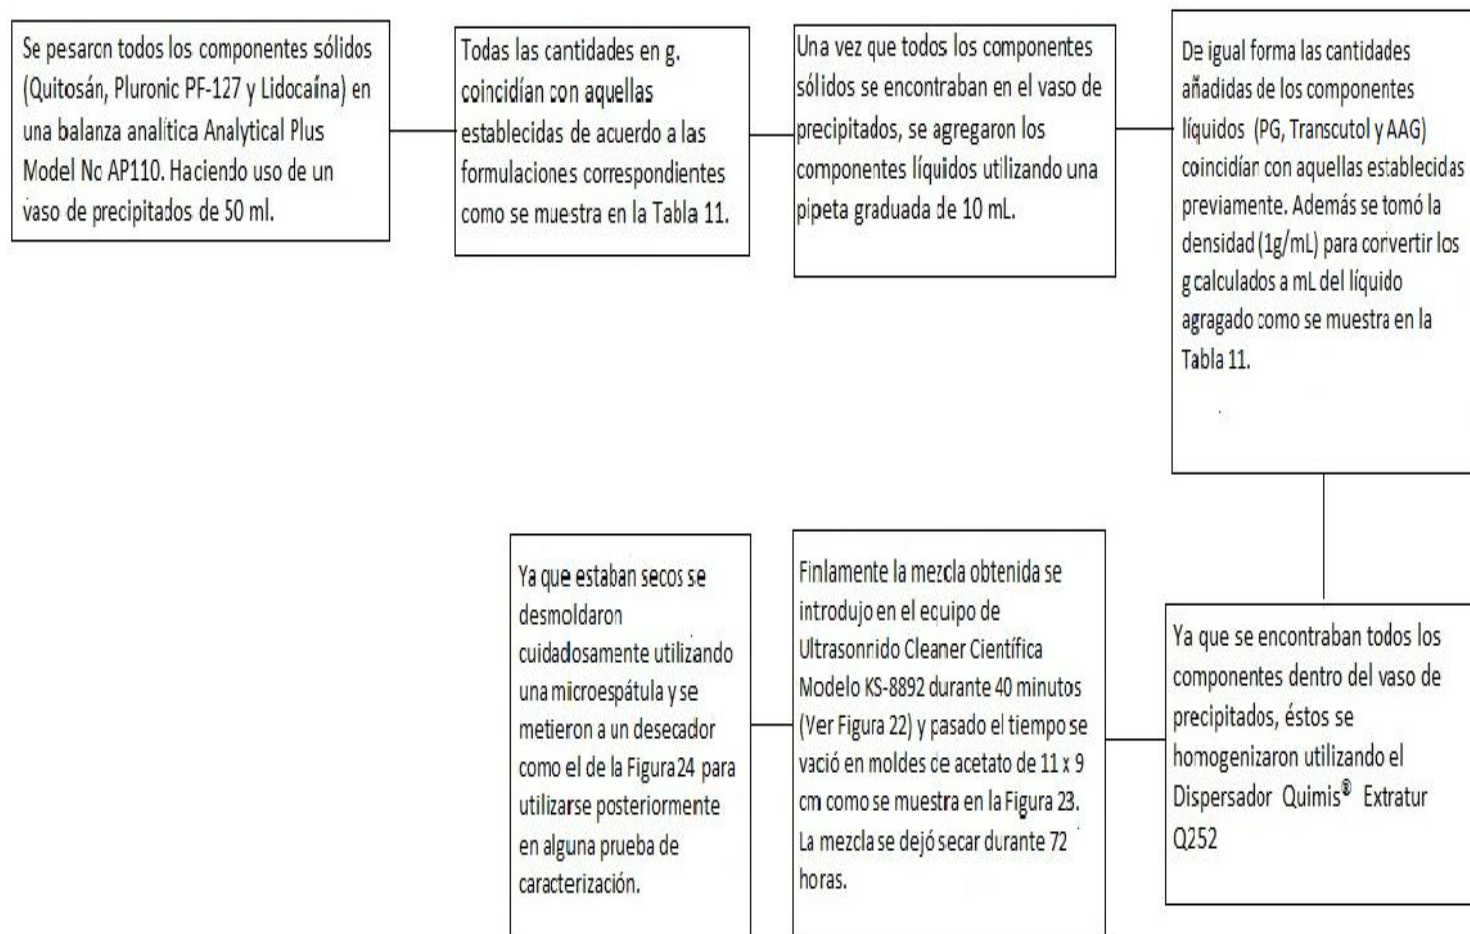 Se pesaron todos los componentes sólidos
(Quitosán, Pluronic PF-127 y Lidocaína) en
una balanza analítica Analytical Plus
Model No AP110. Haciendo uso de un
vaso de precipitados de 50 ml.
Todas las cantidades en g.
coincidían con aquellas
establecidas de acuerdo a las
formulaciones correspondientes
como se muestra en la Tabla 11.
Una vez que todos los componentes
sólidos se encontraban en el vaso de
precipitados, se agregaron los
componentes líquidos utilizando una
pipeta graduada de 10 mL.
De igual forma las cantidades
añadidas de los componentes
líquidos (PG, Transcutol y AAG)
coincidían con aquellas establecidas
previamente. Además se tomó la
densidad (1g/mL) para convertir los
g calculados a mL del líquido
agragado como se muestra en la
Tabla 11.
Ya que se encontraban todos los
componentes dentro del vaso de
precipitados, éstos se
homogenizaron utilizando el
Dispersador Quimis® Extratur
Q252
Finlamente la mezcla obtenida se
introdujo en el equipo de
Ultrasonnido Cleaner Científica
Modelo KS-8892 durante 40 minutos
(Ver Figura 22) y pasado el tiempo se
vació en moldes de acetato de 11 x 9
cm como se muestra en la Figura 23.
La mezcla se dejó secar durante 72
horas.
Ya que estaban secos se
desmoldaron
cuidadosamente utilizando
una microespátula y se
metieron a un desecador
como el de la Figura 24 para
utilizarse posteriormente
en alguna prueba de
caracterización.